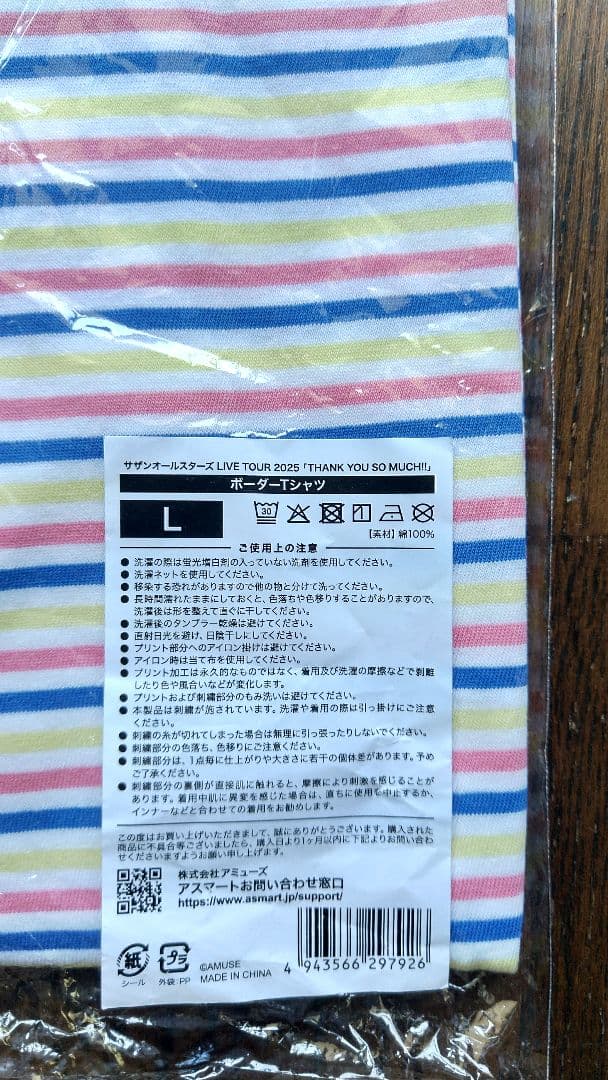 サザンオールスターズ LIVE TOUR 2025「THANK YOU SO MUCH!!」
ボーダーTシャツ
L
30
【素材】綿100%
ご使用上の注意
● 洗濯の際は蛍光増白剤の入っていない洗剤を使用してください。
● 洗濯ネットを使用してください。
● 移染する恐れがありますので他の物と分けて洗ってください。
● 長時間濡れたままにしておくと、色落ちや色移りすることがありますので、
洗濯後は形を整えて直ぐに干してください。
● 洗濯後のタンブラー乾燥は避けてください。
● 直射日光を避け、日陰干しにしてください。
● プリント部分へのアイロン掛けは避けてください。
● アイロン時は当て布を使用してください。
● プリント加工は永久的なものではなく、着用及び洗濯の摩擦などで剥離
したり色や風合いなどが変化します。
● プリントおよび刺繍部分のもみ洗いは避けてください。
● 本製品は刺繍が施されています。洗濯や着用の際は引っ掛けにご注意
ください。
● 刺繍の糸が切れてしまった場合は無理に引っ張ったりしないでください。
● 刺繍部分の色落ち、色移りにご注意ください。
● 刺繍部分は、1点毎に仕上がりや大きさに若干の個体差があります。予め
ご了承ください。
● 刺繍部分の裏側が直接肌に触れると、摩擦により刺激を感じることが
あります。着用中肌に異変を感じた場合は、直ちに使用を中止するか、
インナーなどと合わせての着用をお勧めします。
この度はお買い上げいただきまして、誠にありがとうございます。購入された
商品に不具合等ございましたら、購入日より1ヶ月以内に下記よりお問い合わ
せくださいますようお願い申し上げます。
株式会社アミューズ
アスマートお問い合わせ窓口
https://www.asmart.jp/support/
紙
シール
プラ
外袋:PP
©AMUSE
MADE IN CHINA
4 943566 297926